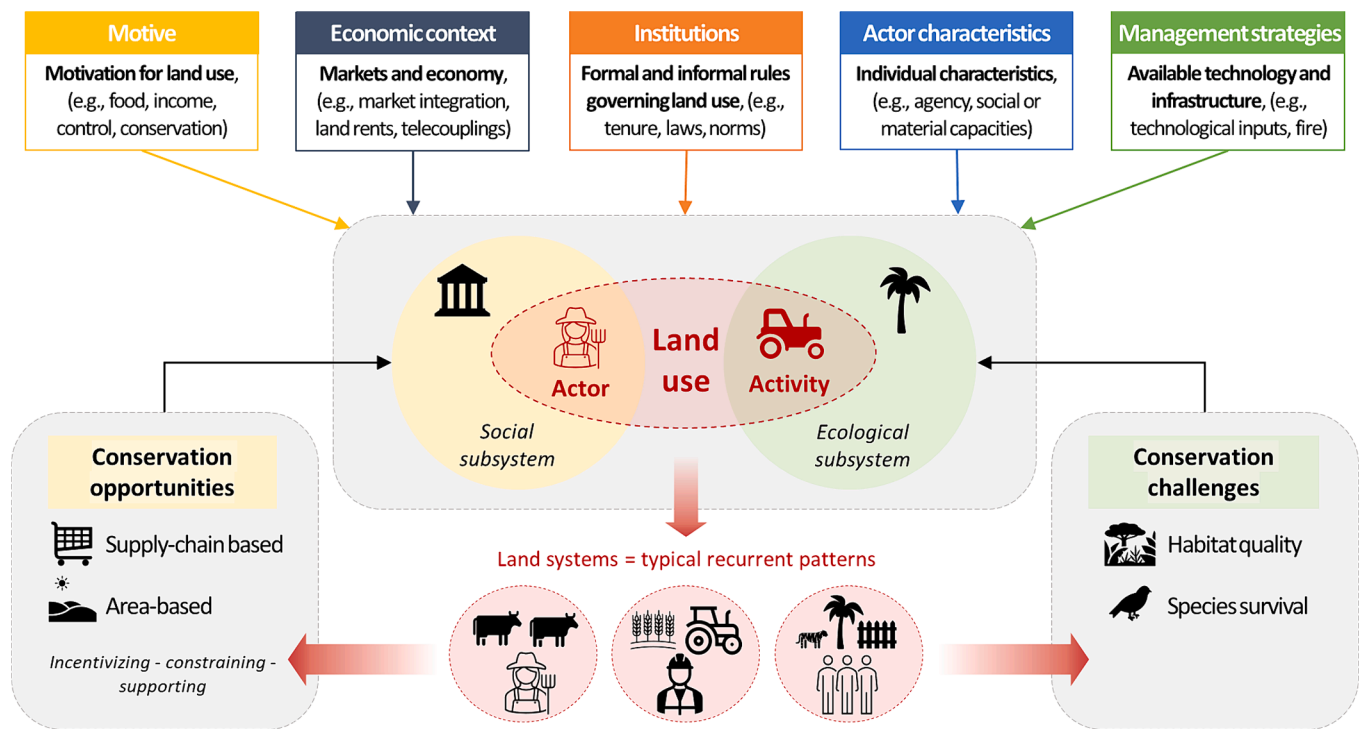 Motive
Motivation for land use,
(e.g., food, income,
control, conservation)
Economic context
Markets and economy,
(e.g., market integration,
land rents, telecouplings)
Institutions
Formal and informal rules
governing land use, (e.g.,
tenure, laws, norms)
Actor characteristics
Individual characteristics,
(e.g., agency, social or
material capacities)
Management strategies
Available technology and
infrastructure, (e.g.,
technological inputs, fire)
Land
use
Actor
Activity
Social
subsystem
Ecological
subsystem
Conservation
opportunities
Supply-chain based
Area-based
Incentivizing - constraining -
supporting
Land systems = typical recurrent patterns
Conservation
challenges
Habitat quality
Species survival